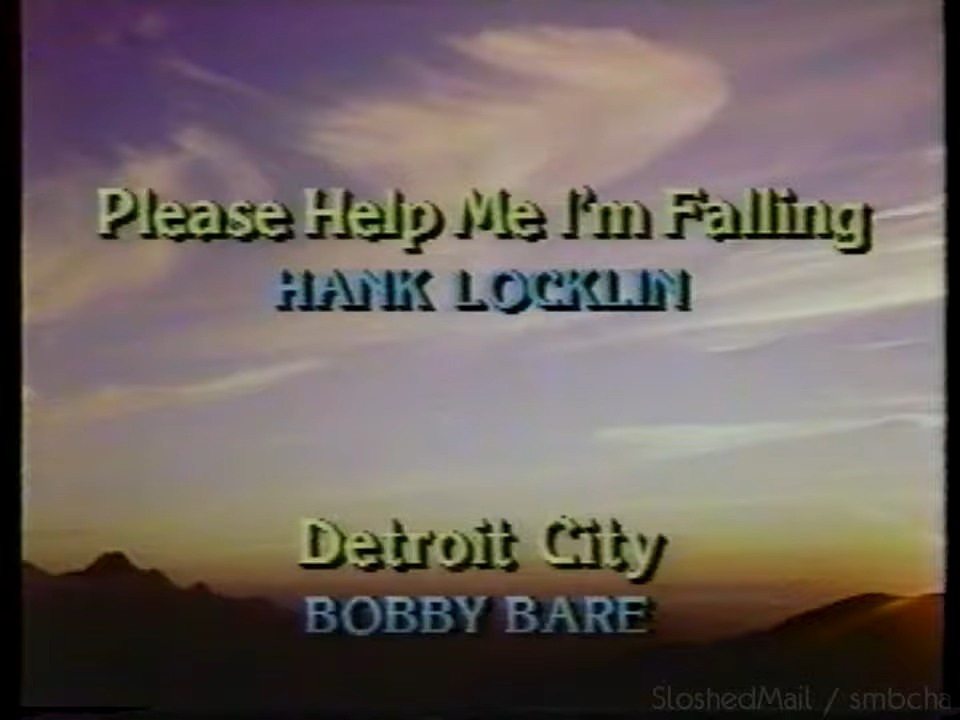 Please Help Me I'm Falling
HANK LOCKLIN
Detroit City
BOBBY BARE
SloshedMail / smbcha